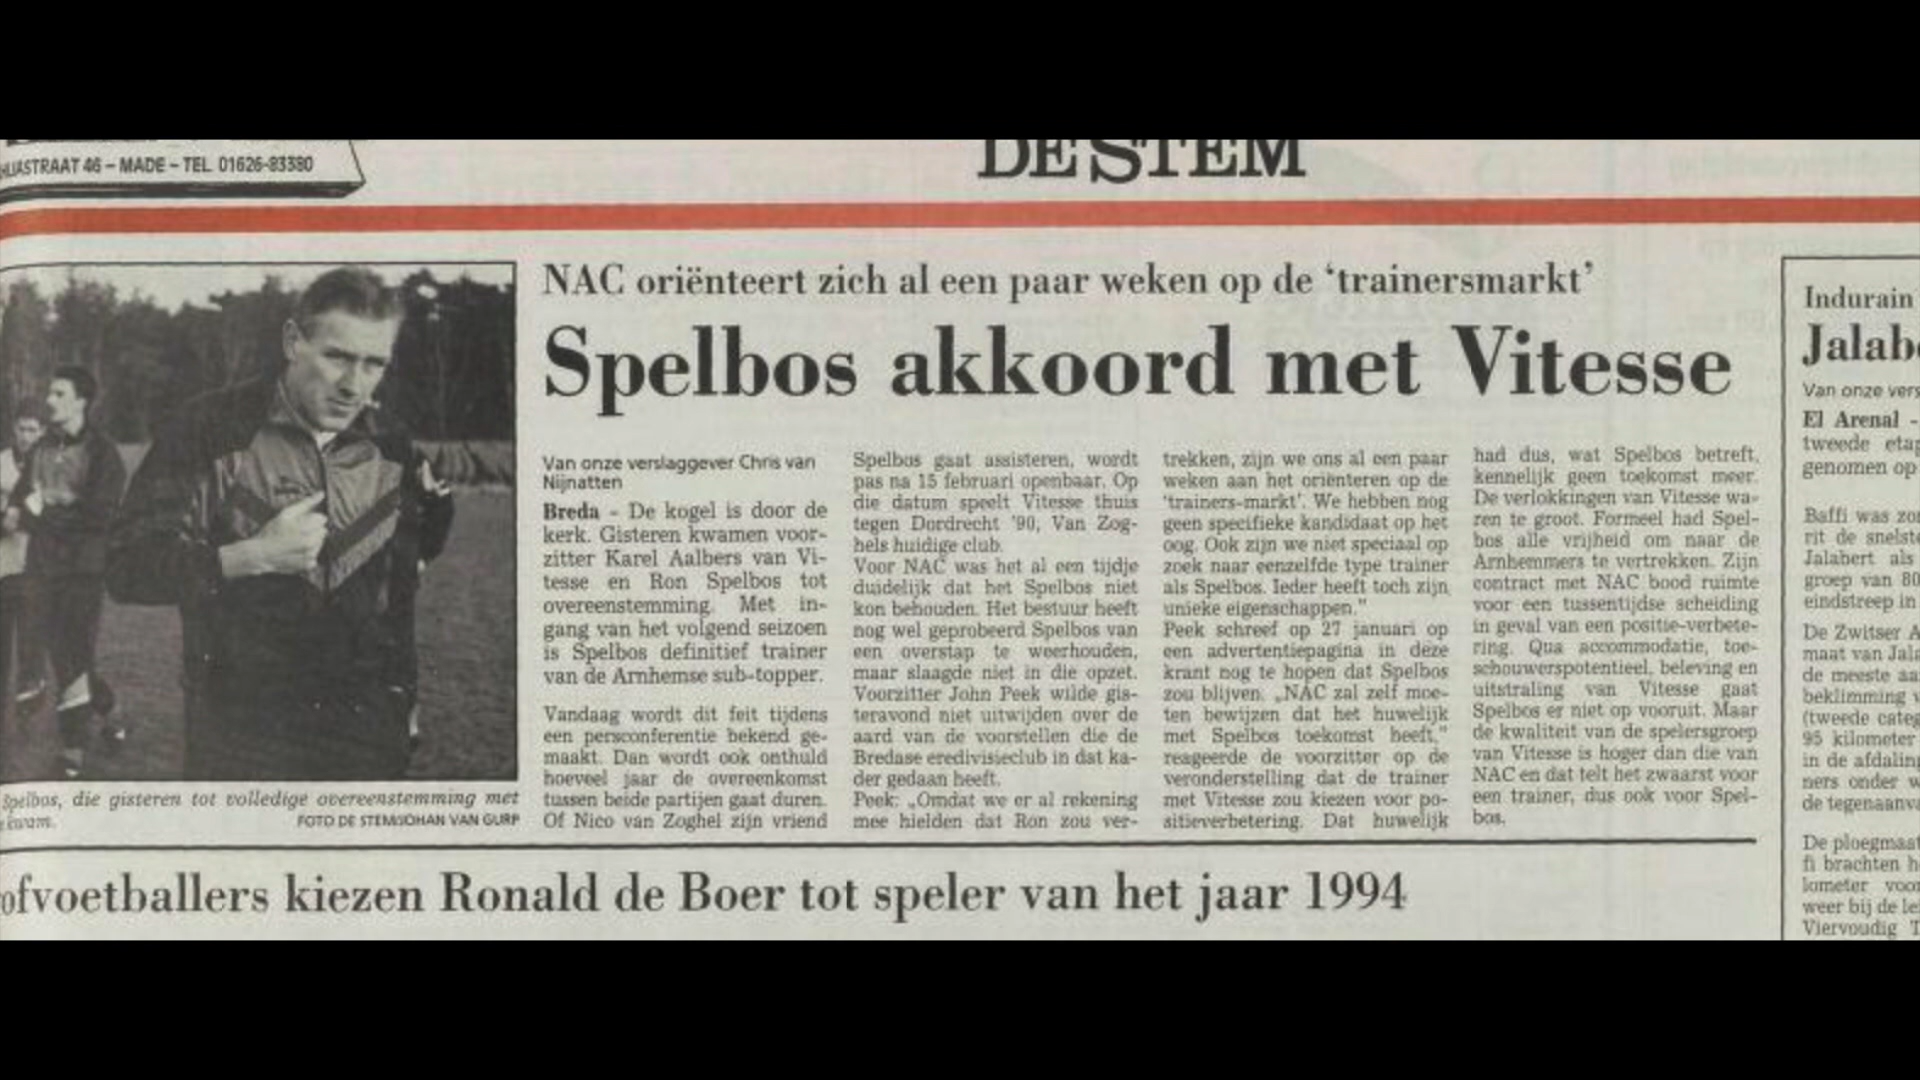 STRAAT 46 – MADE – TEL. 01626-83380
DE STEM
NAC oriënteert zich al een paar weken op de ‘trainersmarkt’
Spelbos akkoord met Vitesse
Spelbos, die gisteren tot volledige overeenstemming met
kwam.
FOTO DE STEM/JOHAN VAN GURP
Van onze verslaggever Chris van
Nijnatten
Breda - De kogel is door de
kerk. Gisteren kwamen voor-
zitter Karel Aalbers van Vi-
tesse en Ron Spelbos tot
overeenstemming. Met in-
gang van het volgend seizoen
is Spelbos definitief trainer
van de Arnhemse sub-topper.
Vandaag wordt dit feit tijdens
een persconferentie bekend ge-
maakt. Dan wordt ook onthuld
hoeveel jaar de overeenkomst
tussen beide partijen gaat duren.
Of Nico van Zoghel zijn vriend
Spelbos gaat assisteren, wordt
pas na 15 februari openbaar. Op
die datum speelt Vitesse thuis
tegen Dordrecht '90, Van Zog-
hels huidige club.
Voor NAC was het al een tijdje
duidelijk dat het Spelbos niet
kon behouden. Het bestuur heeft
nog wel geprobeerd Spelbos van
een overstap te weerhouden,
maar slaagde niet in die opzet.
Voorzitter John Peek wilde gis-
teravond niet uitwijden over de
aard van de voorstellen die de
Bredase eredivisieclub in dat ka-
der gedaan heeft.
Peek: „Omdat we er al rekening
mee hielden dat Ron zou ver-
trekken, zijn we ons al een paar
weken aan het oriënteren op de
'trainers-markt'. We hebben nog
geen specifieke kandidaat op het
oog. Ook zijn we niet speciaal op
zoek naar eenzelfde type trainer
als Spelbos. Ieder heeft toch zijn
unieke eigenschappen."
Peek schreef op 27 januari op
een advertentiepagina in deze
krant nog te hopen dat Spelbos
zou blijven. „NAC zal zelf moe-
ten bewijzen dat het huwelijk
met Spelbos toekomst heeft,"
reageerde de voorzitter op de
veronderstelling dat de trainer
met Vitesse zou kiezen voor po-
sitieverbetering. Dat huwelijk
had dus, wat Spelbos betreft,
kennelijk geen toekomst meer.
De verlokkingen van Vitesse wa-
ren te groot. Formeel had Spel-
bos alle vrijheid om naar de
Arnhemmers te vertrekken. Zijn
contract met NAC bood ruimte
voor een tussentijdse scheiding
in geval van een positie-verbete-
ring. Qua accommodatie, toe-
schouwerspotentieel, beleving en
uitstraling van Vitesse gaat
Spelbos er niet op vooruit. Maar
de kwaliteit van de spelersgroep
van Vitesse is hoger dan die van
NAC en dat telt het zwaarst voor
een trainer, dus ook voor Spel-
bos.
ofvoetballers kiezen Ronald de Boer tot speler van het jaar 1994
Indurain
Jalab
Van onze vers
El Arenal -
tweede etap
genomen op
Baffi was zo
rit de snelste
Jalabert als
groep van 80
eindstreep in
De Zwitser A
maat van Jala
de meeste aa
beklimming v
(tweede categ
95 kilometer
in de afdaling
ners onder w
de tegenaanva
De ploegmaat
fi brachten h
lometer voor
weer bij de le
Viervoudig T